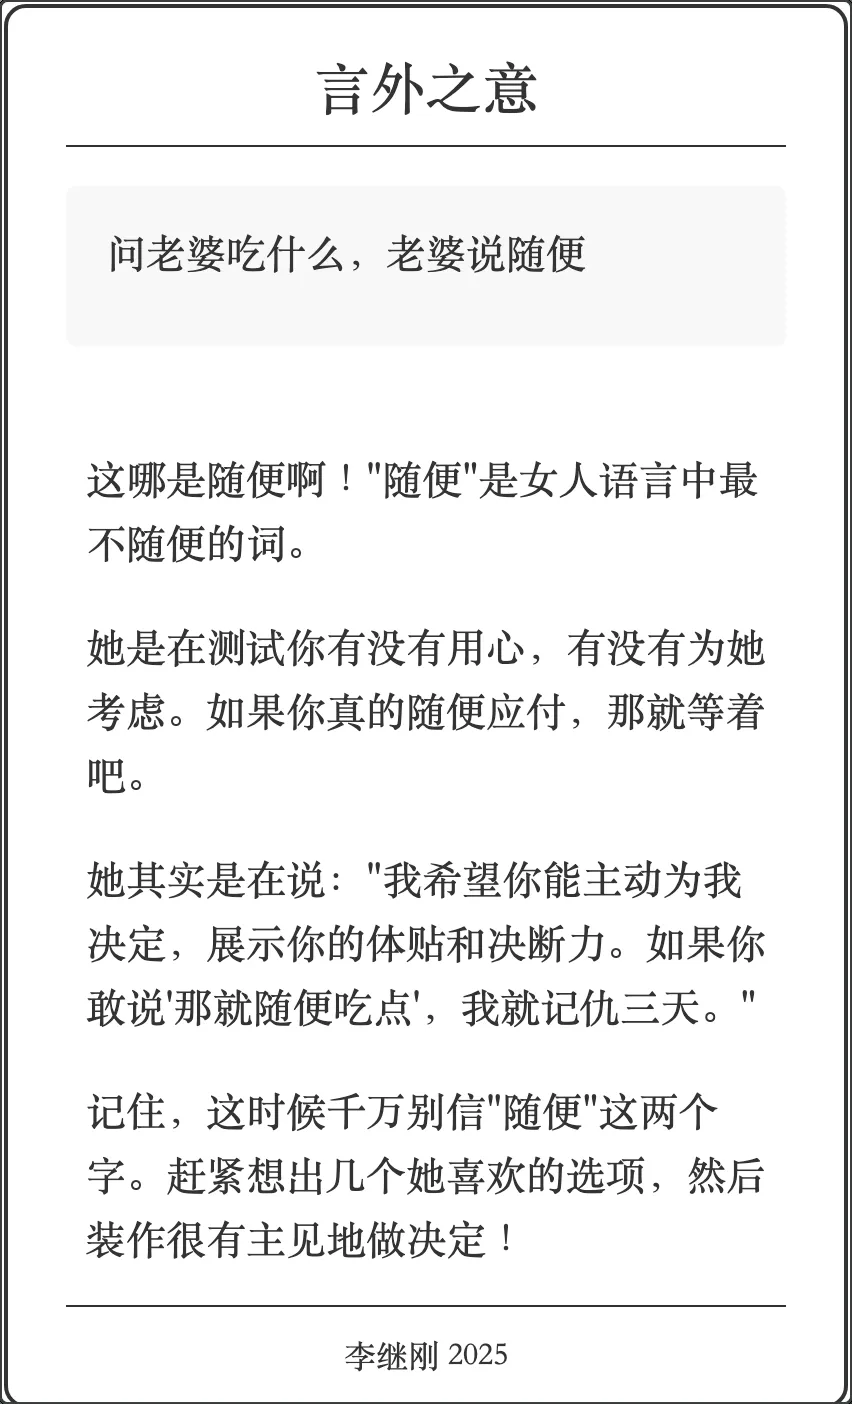 言外之意
问老婆吃什么，老婆说随便
这哪是随便啊！"随便"是女人语言中最
不随便的词。
她是在测试你有没有用心，有没有为她
考虑。如果你真的随便应付，那就等着
吧。
她其实是在说："我希望你能主动为我
决定，展示你的体贴和决断力。如果你
敢说'那就随便吃点'，我就记仇三天。"
记住，这时候千万别信"随便"这两个
字。赶紧想出几个她喜欢的选项，然后
装作很有主见地做决定！
李继刚 2025